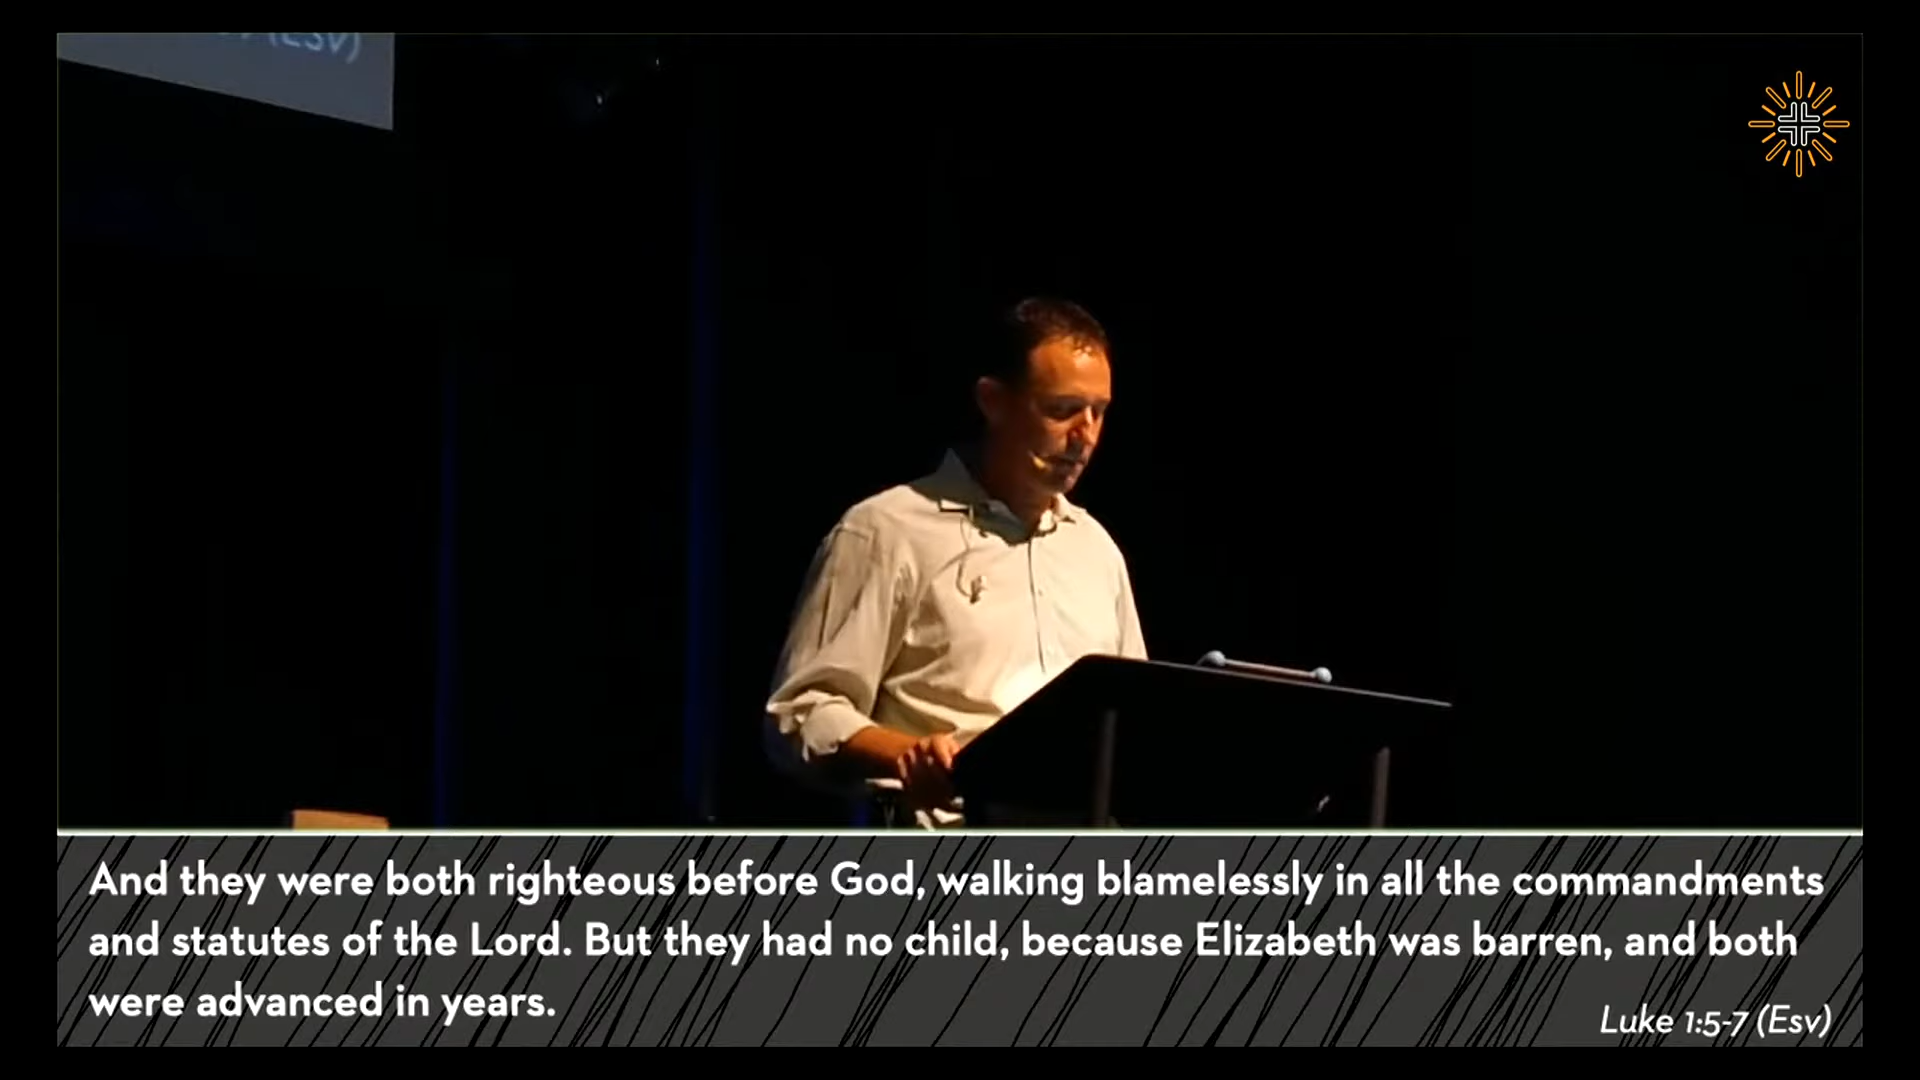 (ESV)
And they were both righteous before God, walking blamelessly in all the commandments
and statutes of the Lord. But they had no child, because Elizabeth was barren, and both
were advanced in years.
Luke 1:5-7 (Esv)